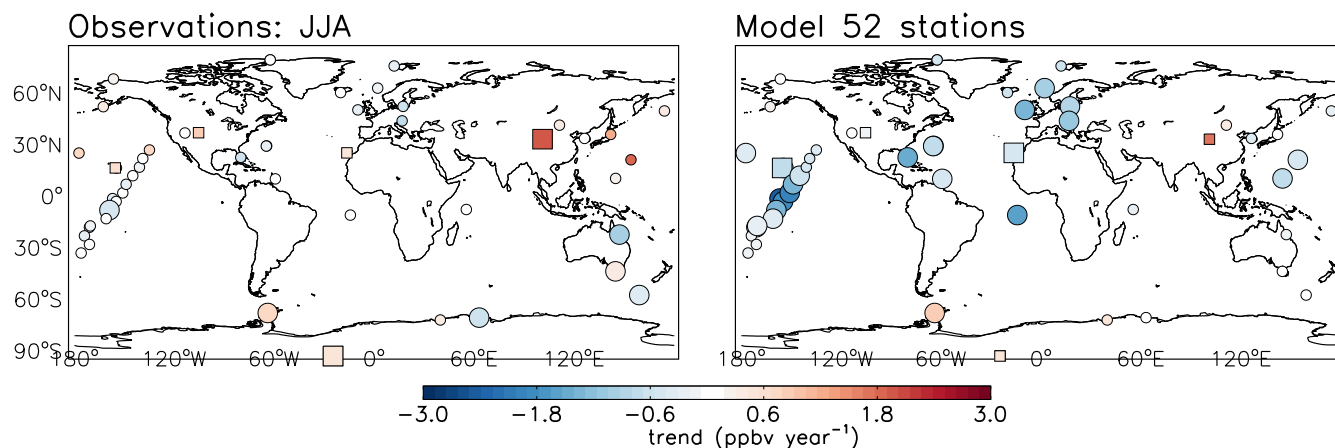 Observations: JJA
Model 52 stations
60°N
30°N
0°
30°S
60°S
90°S
180° 120°W 60°W 0° 60°E 120°E
180° 120°W 60°W 0° 60°E 120°E
−3.0 −1.8 −0.6 0.6 1.8 3.0
trend (ppbv year⁻¹)